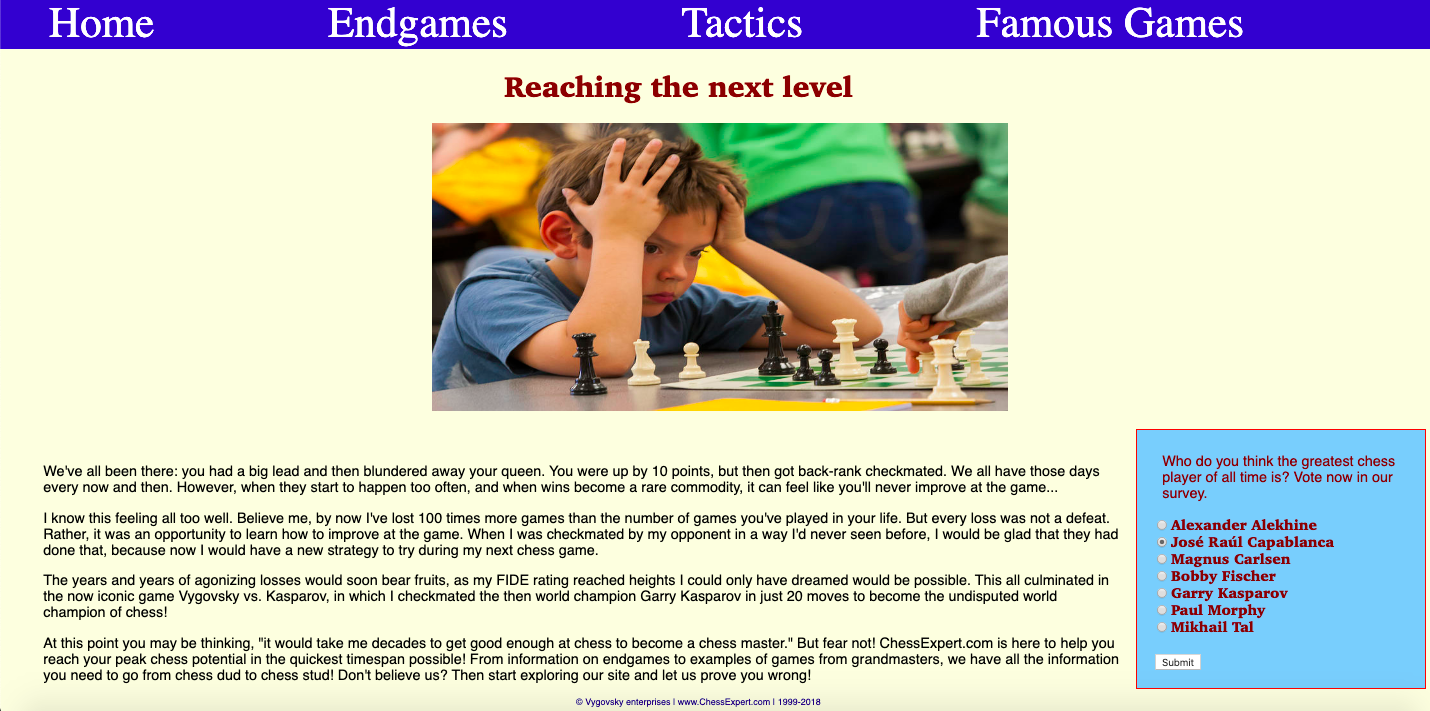 Home Endgames Tactics Famous Games
Reaching the next level
We've all been there: you had a big lead and then blundered away your queen. You were up by 10 points, but then got back-rank checkmated. We all have those days
every now and then. However, when they start to happen too often, and when wins become a rare commodity, it can feel like you'll never improve at the game...
I know this feeling all too well. Believe me, by now I've lost 100 times more games than the number of games you've played in your life. But every loss was not a defeat.
Rather, it was an opportunity to learn how to improve at the game. When I was checkmated by my opponent in a way I'd never seen before, I would be glad that they had
done that, because now I would have a new strategy to try during my next chess game.
The years and years of agonizing losses would soon bear fruits, as my FIDE rating reached heights I could only have dreamed would be possible. This all culminated in
the now iconic game Vygovsky vs. Kasparov, in which I checkmated the then world champion Garry Kasparov in just 20 moves to become the undisputed world
champion of chess!
At this point you may be thinking, "it would take me decades to get good enough at chess to become a chess master." But fear not! ChessExpert.com is here to help you
reach your peak chess potential in the quickest timespan possible! From information on endgames to examples of games from grandmasters, we have all the information
you need to go from chess dud to chess stud! Don't believe us? Then start exploring our site and let us prove you wrong!
Who do you think the greatest chess
player of all time is? Vote now in our
survey.
Alexander Alekhine
José Raúl Capablanca
Magnus Carlsen
Bobby Fischer
Garry Kasparov
Paul Morphy
Mikhail Tal
Submit
© Vygovsky enterprises | www.ChessExpert.com | 1999-2018